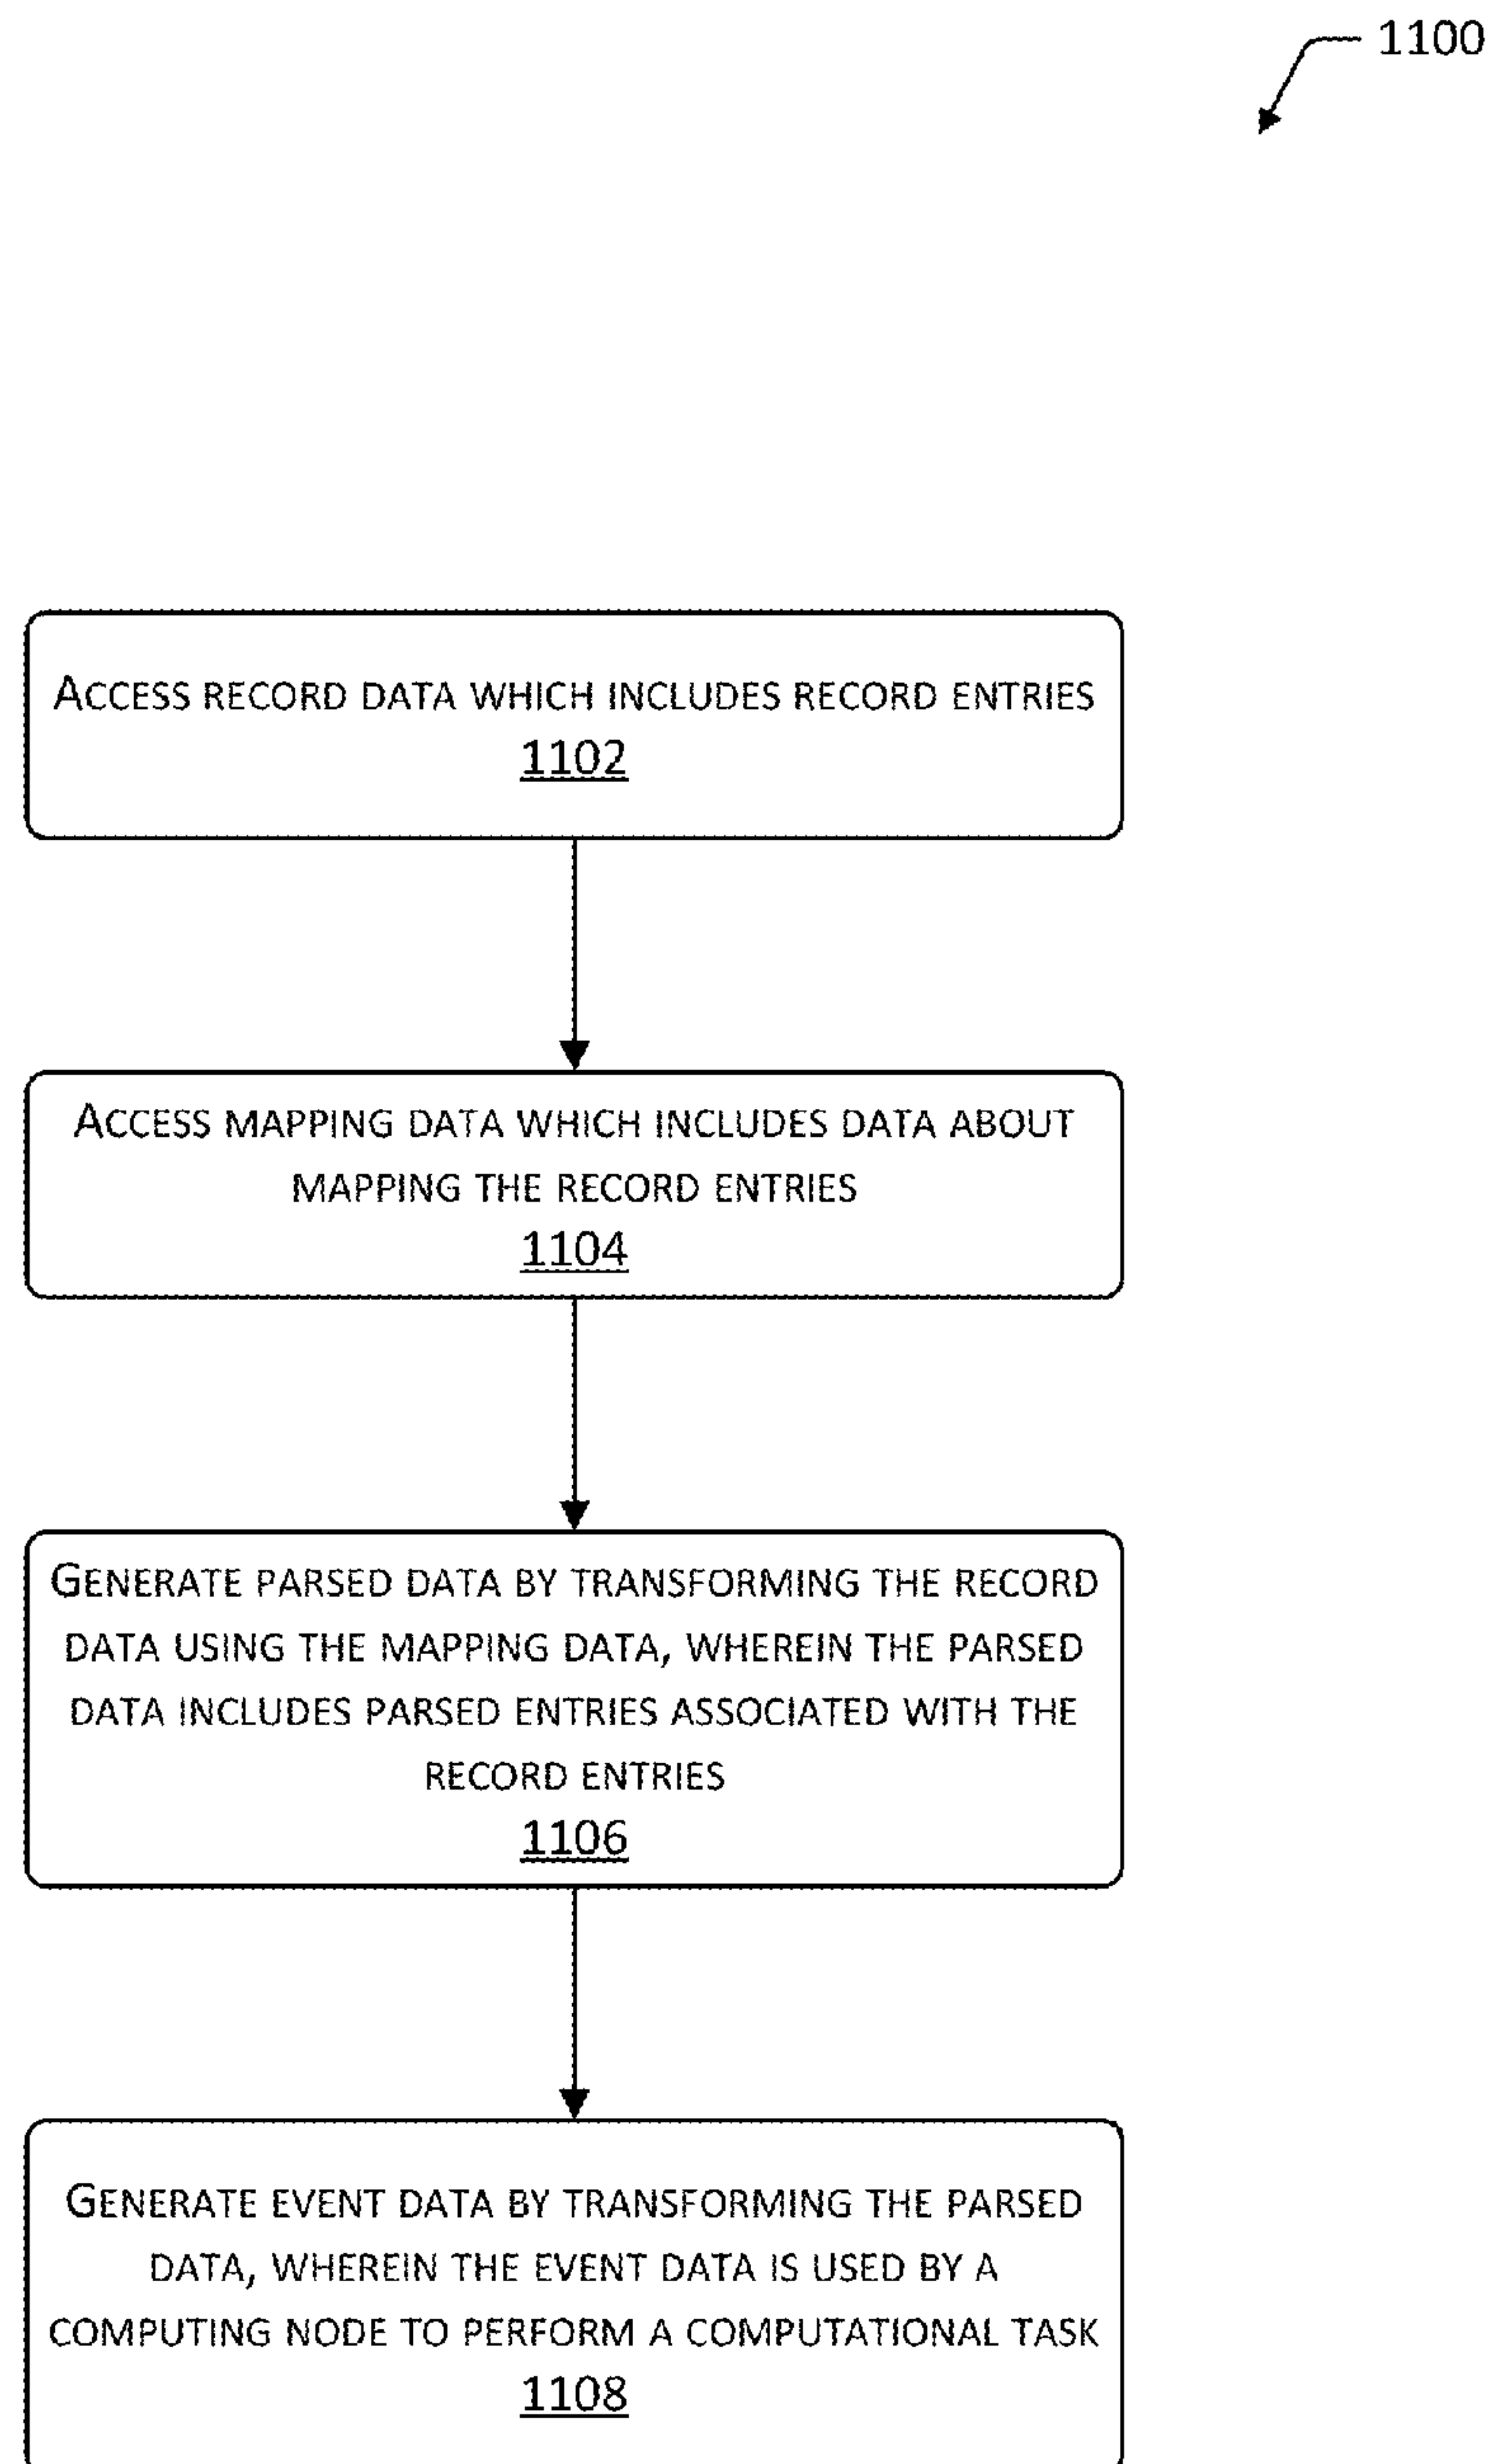 1100
ACCESS RECORD DATA WHICH INCLUDES RECORD ENTRIES
1102
ACCESS MAPPING DATA WHICH INCLUDES DATA ABOUT
MAPPING THE RECORD ENTRIES
1104
GENERATE PARSED DATA BY TRANSFORMING THE RECORD
DATA USING THE MAPPING DATA, WHEREIN THE PARSED
DATA INCLUDES PARSED ENTRIES ASSOCIATED WITH THE
RECORD ENTRIES
1106
GENERATE EVENT DATA BY TRANSFORMING THE PARSED
DATA, WHEREIN THE EVENT DATA IS USED BY A
COMPUTING NODE TO PERFORM A COMPUTATIONAL TASK
1108